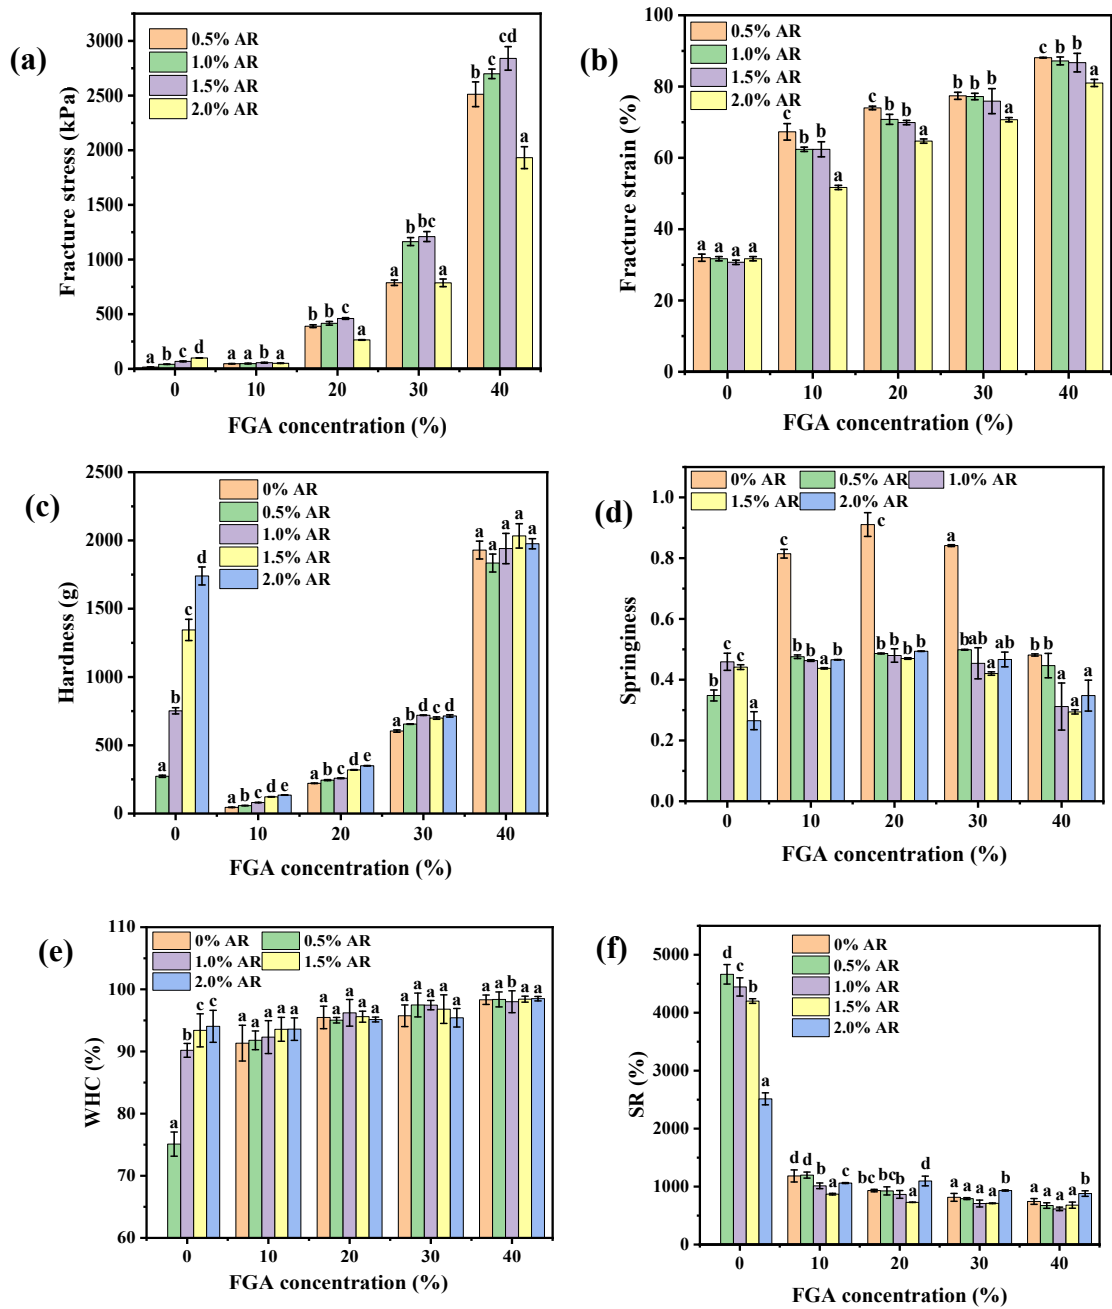 (a)
0.5% AR
1.0% AR
1.5% AR
2.0% AR
Fracture stress (kPa)
3000
2500
2000
1500
1000
500
0
a b c d
a a b a
b b c a
a b bc a
b c cd a
0 10 20 30 40
FGA concentration (%)
(b)
0.5% AR
1.0% AR
1.5% AR
2.0% AR
Fracture strain (%)
100
80
60
40
20
0
a a a a
c b b a
c b b a
b b b a
c b b a
0 10 20 30 40
FGA concentration (%)
(c)
0% AR
0.5% AR
1.0% AR
1.5% AR
2.0% AR
Hardness (g)
2500
2000
1500
1000
500
0
a b c d
a b c d e
a b c d e
a b d c d
a a a a a
0 10 20 30 40
FGA concentration (%)
(d)
0% AR 0.5% AR 1.0% AR
1.5% AR 2.0% AR
Springiness
1.0
0.8
0.6
0.4
0.2
0.0
b c c a
c b b a b
c b b b b
a b ab a ab
b b a a a
0 10 20 30 40
FGA concentration (%)
(e)
0% AR 0.5% AR
1.0% AR 1.5% AR
2.0% AR
WHC (%)
110
100
90
80
70
60
a b c c
a a a a a
a a a a a
a a a a a
a a b a a
0 10 20 30 40
FGA concentration (%)
(f)
0% AR
0.5% AR
1.0% AR
1.5% AR
2.0% AR
SR (%)
5000
4000
3000
2000
1000
0
d c b a
d d b a c
bc bc b a d
a a a a b
a a a a b
0 10 20 30 40
FGA concentration (%)